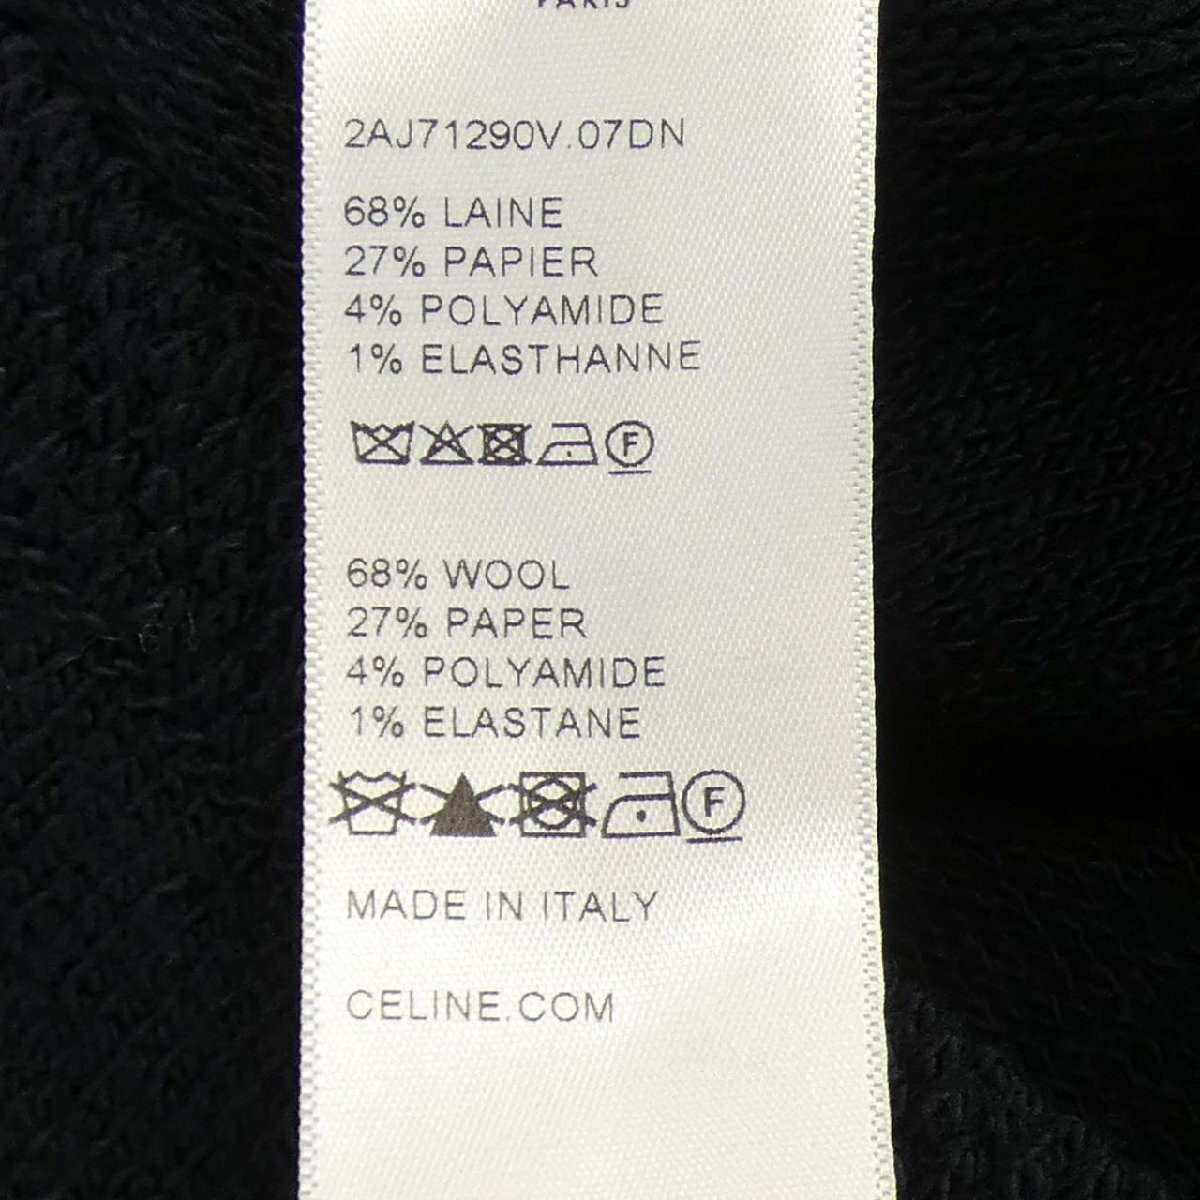 PARIS
2AJ71290V.07DN
68% LAINE
27% PAPIER
4% POLYAMIDE
1% ELASTHANNE
F
68% WOOL
27% PAPER
4% POLYAMIDE
1% ELASTANE
F
MADE IN ITALY
CELINE.COM